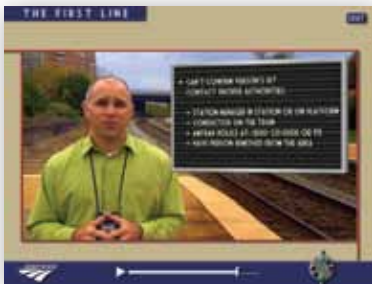 THE FIRST LINE
EXIT
CAN'T CONFIRM PERSON'S ID?
CONTACT PROPER AUTHORITIES:
STATION MANAGER IN STATION OR ON PLATFORM
CONDUCTOR ON THE TRAIN
AMTRAK POLICE AT
HAVE PERSON REMOVED FROM THE AREA